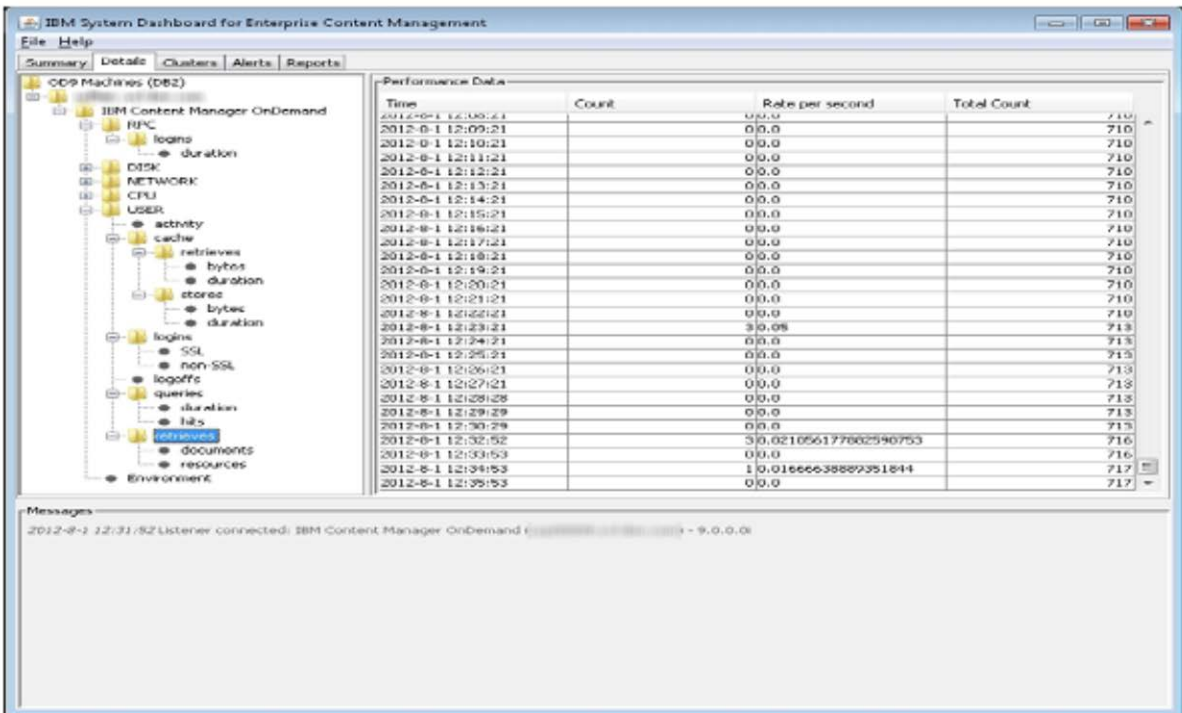 IBM System Dashboard for Enterprise Content Management
File Help
Summary Details Clusters Alerts Reports
OD9 Machines (DB2)
IBM Content Manager OnDemand
RPC
logins
duration
DISK
NETWORK
CPU
USER
activity
cache
retrieves
bytes
duration
stores
bytes
duration
logins
SSL
non-SSL
logoffs
queries
duration
hits
retrieves
documents
resources
Environment
Performance Data
Time Count Rate per second Total Count
2012-8-1 12:08:21 0 0.0 710
2012-8-1 12:09:21 0 0.0 710
2012-8-1 12:10:21 0 0.0 710
2012-8-1 12:11:21 0 0.0 710
2012-8-1 12:12:21 0 0.0 710
2012-8-1 12:13:21 0 0.0 710
2012-8-1 12:14:21 0 0.0 710
2012-8-1 12:15:21 0 0.0 710
2012-8-1 12:16:21 0 0.0 710
2012-8-1 12:17:21 0 0.0 710
2012-8-1 12:18:21 0 0.0 710
2012-8-1 12:19:21 0 0.0 710
2012-8-1 12:20:21 0 0.0 710
2012-8-1 12:21:21 0 0.0 710
2012-8-1 12:22:21 0 0.0 710
2012-8-1 12:23:21 3 0.05 713
2012-8-1 12:24:21 0 0.0 713
2012-8-1 12:25:21 0 0.0 713
2012-8-1 12:26:21 0 0.0 713
2012-8-1 12:27:21 0 0.0 713
2012-8-1 12:28:28 0 0.0 713
2012-8-1 12:29:29 0 0.0 713
2012-8-1 12:30:29 0 0.0 713
2012-8-1 12:32:52 3 0.021056177882590753 716
2012-8-1 12:33:53 0 0.0 716
2012-8-1 12:34:53 1 0.01666638889351844 717
2012-8-1 12:35:53 0 0.0 717
Messages
2012-8-1 12:31:52 Listener connected: IBM Content Manager OnDemand ( ) - 9.0.0.0i